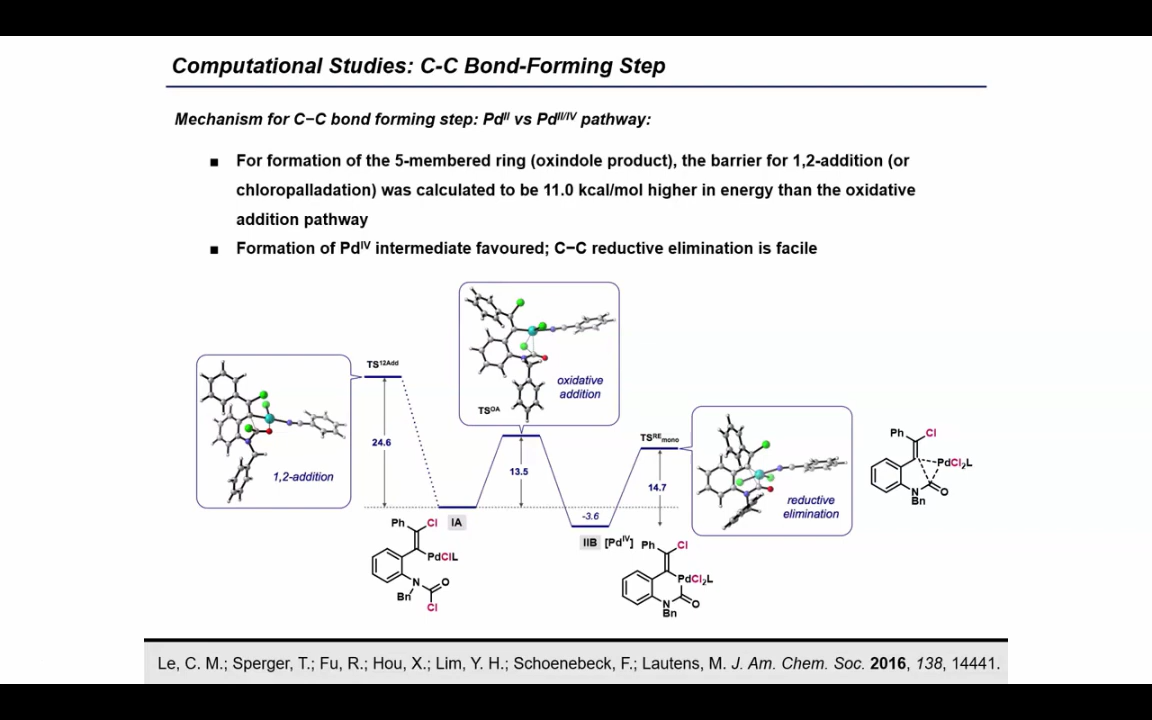 Computational Studies: C-C Bond-Forming Step
Mechanism for C−C bond forming step: Pdᴵᴵ vs Pdᴵᴵ/ᴵⱽ pathway:
■ For formation of the 5-membered ring (oxindole product), the barrier for 1,2-addition (or
chloropalladation) was calculated to be 11.0 kcal/mol higher in energy than the oxidative
addition pathway
■ Formation of Pdᴵⱽ intermediate favoured; C−C reductive elimination is facile
TS12Add
24.6
1,2-addition
oxidative
addition
TSOA
13.5
TSREmono
14.7
reductive
elimination
-3.6
IA
IIB [Pdᴵⱽ]
Ph Cl
PdClL
N O
Bn
Cl
Ph Cl
PdCl2L
N O
Bn
Ph Cl
PdCl2L
N O
Bn
Le, C. M.; Sperger, T.; Fu, R.; Hou, X.; Lim, Y. H.; Schoenebeck, F.; Lautens, M. J. Am. Chem. Soc. 2016, 138, 14441.